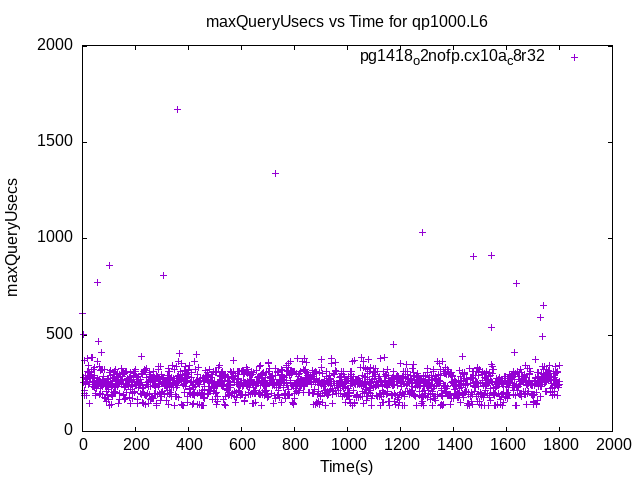 maxQueryUsecs vs Time for qp1000.L6
pg1418o2nofp.cx10ac8r32
2000
1500
1000
500
0
maxQueryUsecs
0 200 400 600 800 1000 1200 1400 1600 1800 2000
Time(s)